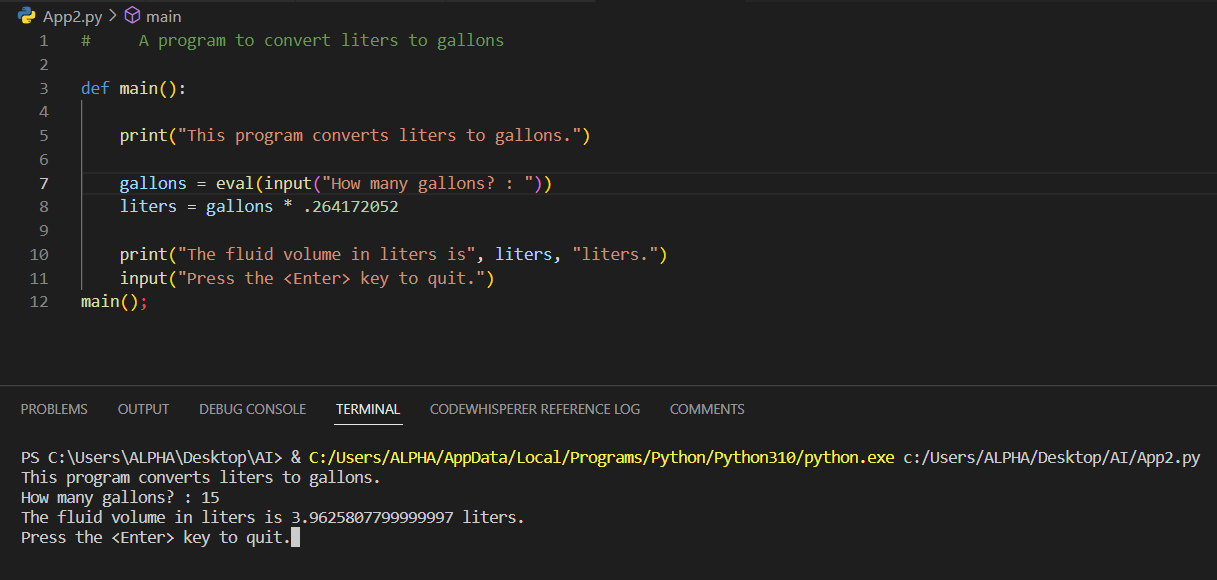 App2.py > main
1 #     A program to convert liters to gallons
2
3 def main():
4
5     print("This program converts liters to gallons.")
6
7     gallons = eval(input("How many gallons? : "))
8     liters = gallons * .264172052
9
10     print("The fluid volume in liters is", liters, "liters.")
11     input("Press the <Enter> key to quit.")
12 main();
PROBLEMS OUTPUT DEBUG CONSOLE TERMINAL CODEWHISPERER REFERENCE LOG COMMENTS
PS C:\Users\ALPHA\Desktop\AI> & C:/Users/ALPHA/AppData/Local/Programs/Python/Python310/python.exe c:/Users/ALPHA/Desktop/AI/App2.py
This program converts liters to gallons.
How many gallons? : 15
The fluid volume in liters is 3.9625807799999997 liters.
Press the <Enter> key to quit.